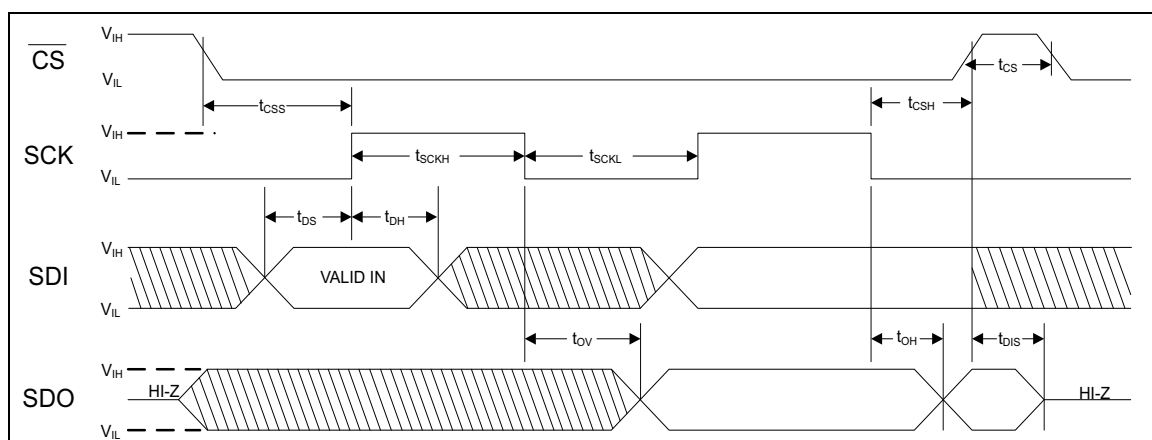 CS
VIH
VIL
tCS
tCSS
tCSH
SCK
VIH
VIL
tSCKH
tSCKL
tDS
tDH
SDI
VIH
VIL
VALID IN
tOV
tOH
tDIS
SDO
VIH
HI-Z
HI-Z
VIL